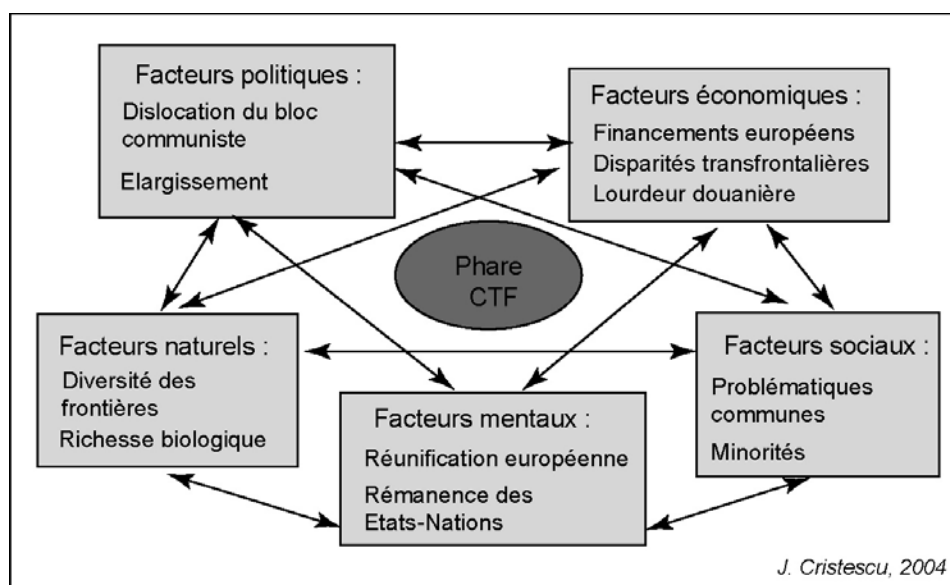 Facteurs politiques :
Dislocation du bloc
communiste
Elargissement
Facteurs économiques :
Financements européens
Disparités transfrontalières
Lourdeur douanière
Phare
CTF
Facteurs naturels :
Diversité des
frontières
Richesse biologique
Facteurs mentaux :
Réunification européenne
Rémanence des
Etats-Nations
Facteurs sociaux :
Problématiques
communes
Minorités
J. Cristescu, 2004